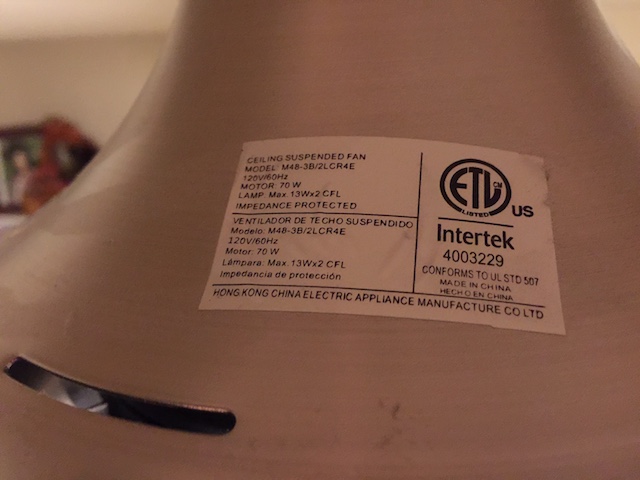 CEILING SUSPENDED FAN
MODEL: M48-3B/2LCR4E
120V/60Hz
MOTOR: 70 W
LAMP: Max.13Wx2 CFL
IMPEDANCE PROTECTED
VENTILADOR DE TECHO SUSPENDIDO
Modelo: M48-3B/2LCR4E
120V/60Hz
Motor: 70 W
Lámpara: Max.13Wx2 CFL
Impedancia de protección
ETL CM
LISTED
US
Intertek
4003229
CONFORMS TO UL STD 507
MADE IN CHINA
HECHO EN CHINA
HONG KONG CHINA ELECTRIC APPLIANCE MANUFACTURE CO LTD